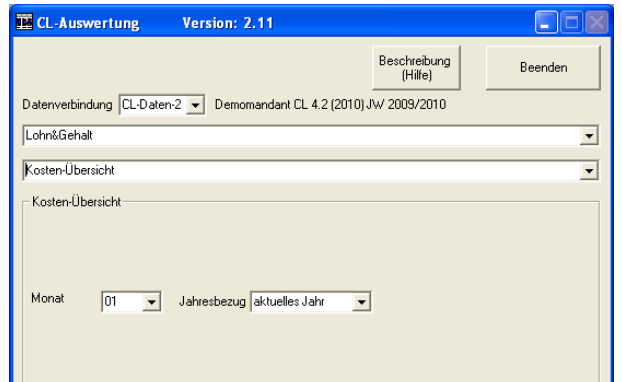 CL-Auswertung Version: 2.11
Beschreibung
(Hilfe)
Beenden
Datenverbindung CL-Daten-2 Demomandant CL 4.2 (2010) JW 2009/2010
Lohn&Gehalt
Kosten-Übersicht
Kosten-Übersicht
Monat 01 Jahresbezug aktuelles Jahr